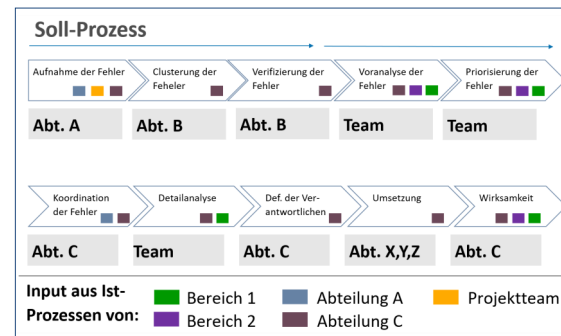 Soll-Prozess
Aufnahme der Fehler
Clusterung der
Feheler
Verifizierung der
Fehler
Voranalyse der
Fehler
Priorisierung der
Fehler
Abt. A
Abt. B
Abt. B
Team
Team
Koordination
der Fehler
Detailanalyse
Def. der Ver-
antwortlichen
Umsetzung
Wirksamkeit
Abt. C
Team
Abt. C
Abt. X,Y,Z
Abt. C
Input aus Ist-
Prozessen von:
Bereich 1
Abteilung A
Projektteam
Bereich 2
Abteilung C